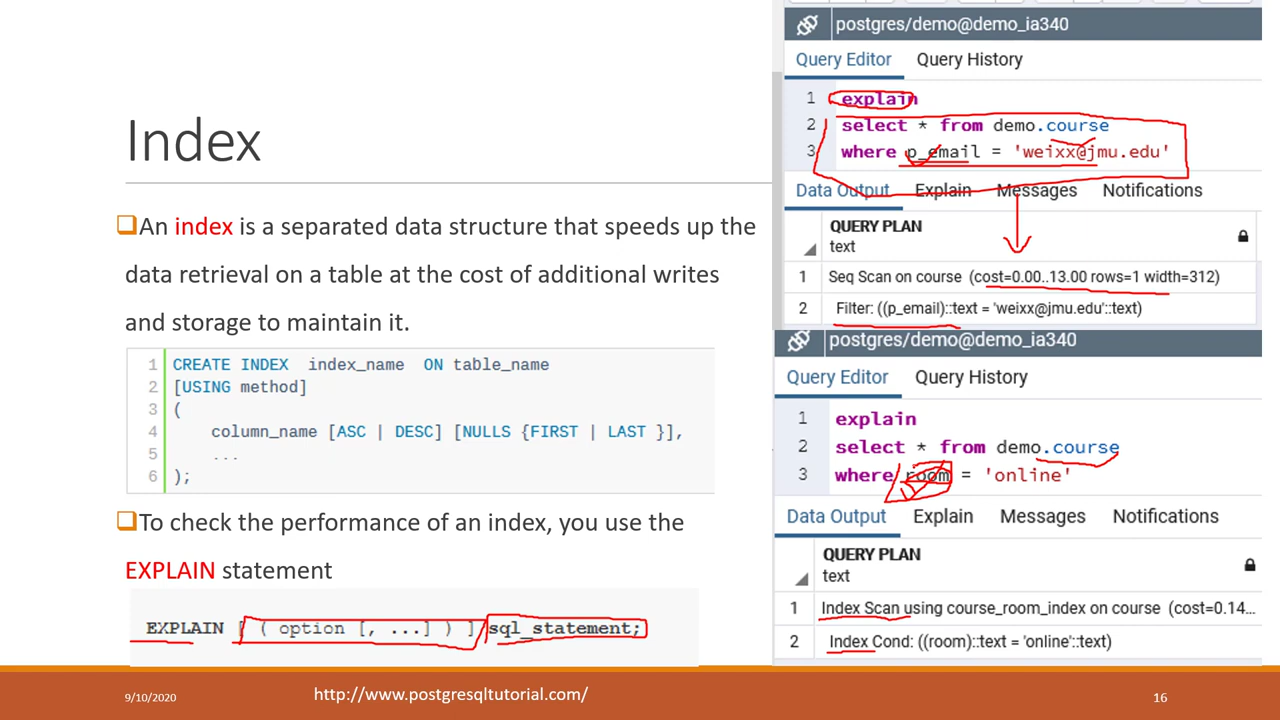 Index
An index is a separated data structure that speeds up the
data retrieval on a table at the cost of additional writes
and storage to maintain it.
1 CREATE INDEX index_name ON table_name
2 [USING method]
3 (
4 column_name [ASC | DESC] [NULLS {FIRST | LAST }],
5 ...
6 );
To check the performance of an index, you use the
EXPLAIN statement
EXPLAIN [ ( option [, ...] ) ] sql_statement;
postgres/demo@demo_ia340
Query Editor Query History
1 explain
2 select * from demo.course
3 where p_email = 'weixx@jmu.edu'
Data Output Explain Messages Notifications
QUERY PLAN
text
1 Seq Scan on course (cost=0.00..13.00 rows=1 width=312)
2 Filter: ((p_email)::text = 'weixx@jmu.edu'::text)
postgres/demo@demo_ia340
Query Editor Query History
1 explain
2 select * from demo.course
3 where room = 'online'
Data Output Explain Messages Notifications
QUERY PLAN
text
1 Index Scan using course_room_index on course (cost=0.14...
2 Index Cond: ((room)::text = 'online'::text)
9/10/2020 http://www.postgresqltutorial.com/ 16